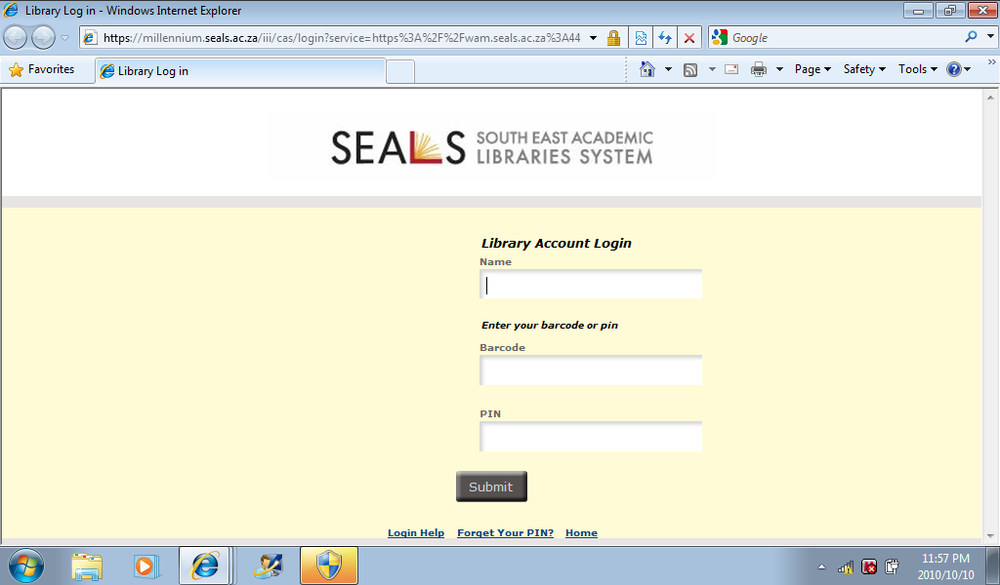 Library Log in - Windows Internet Explorer
https://millennium.seals.ac.za/iii/cas/login?service=https%3A%2F%2Fwam.seals.ac.za%3A44
Google
Favorites
Library Log in
Page
Safety
Tools
SEALS SOUTH EAST ACADEMIC LIBRARIES SYSTEM
Library Account Login
Name
Enter your barcode or pin
Barcode
PIN
Submit
Login Help Forget Your PIN? Home
11:57 PM
2010/10/10